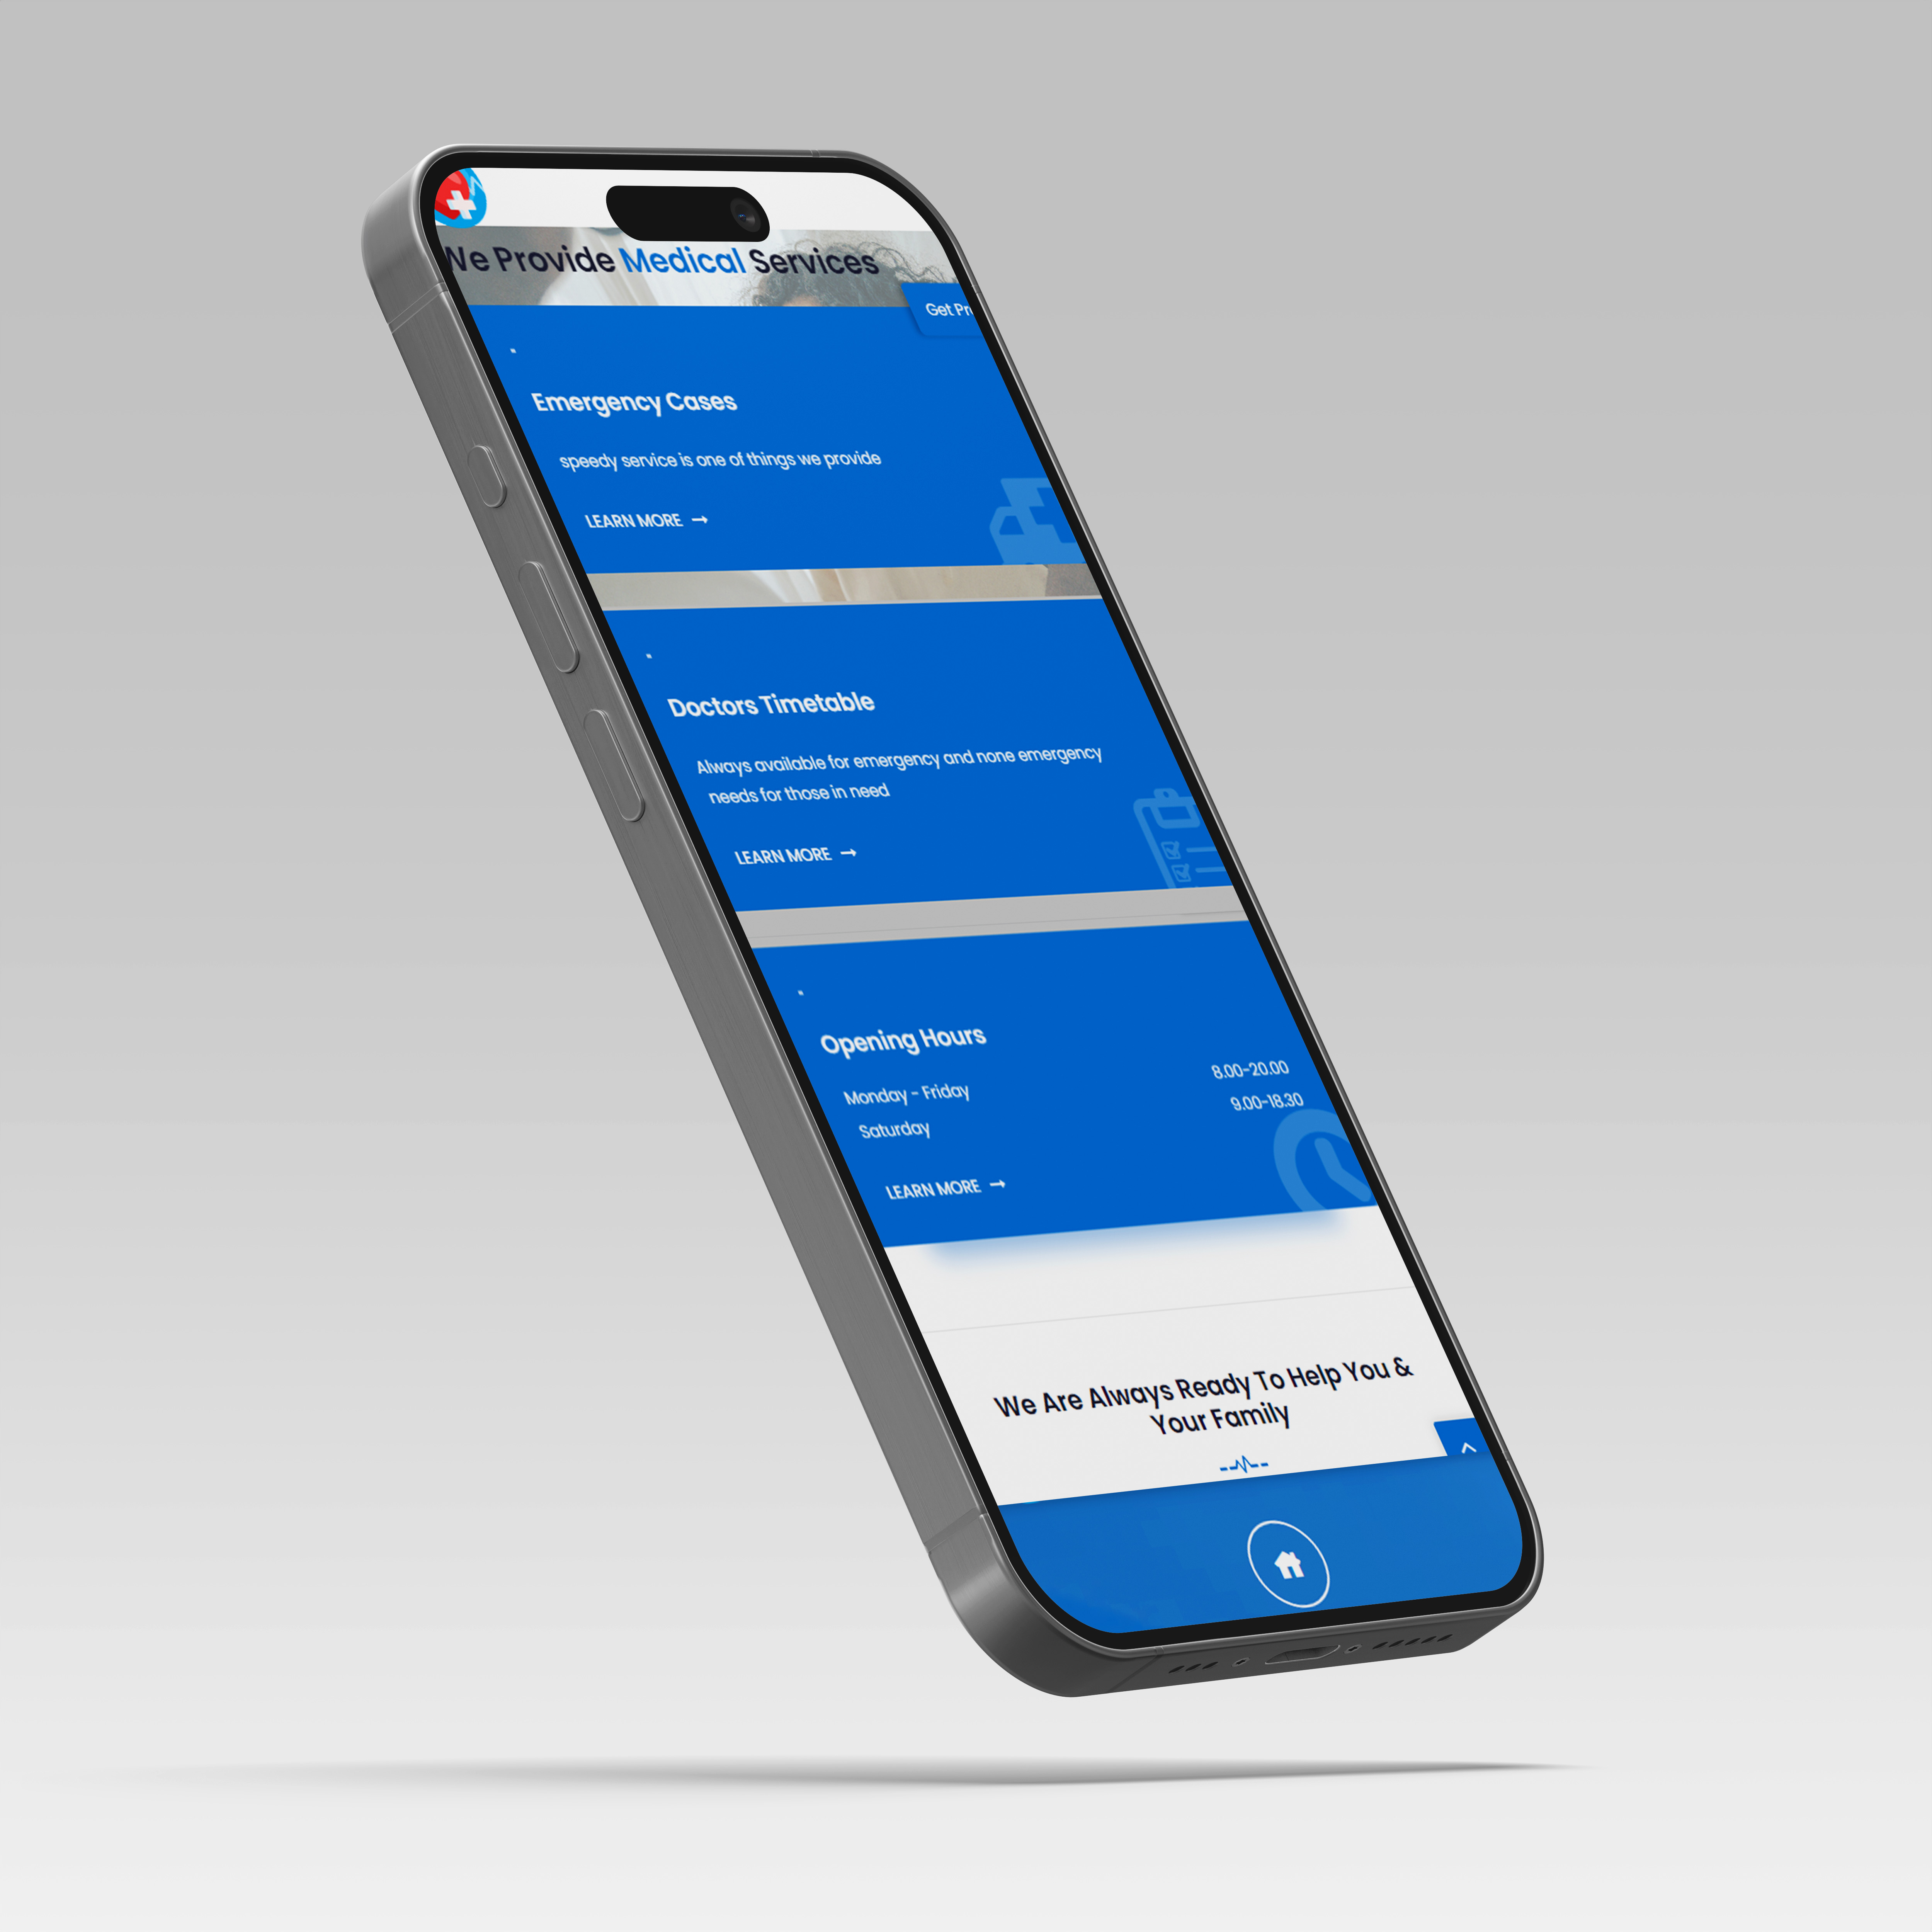 We Provide Medical Services
Get Pr
Emergency Cases
speedy service is one of things we provide
LEARN MORE →
Doctors Timetable
Always available for emergency and none emergency
needs for those in need
LEARN MORE →
Opening Hours
Monday - Friday 8.00-20.00
Saturday 9.00-18.30
LEARN MORE →
We Are Always Ready To Help You &
Your Family